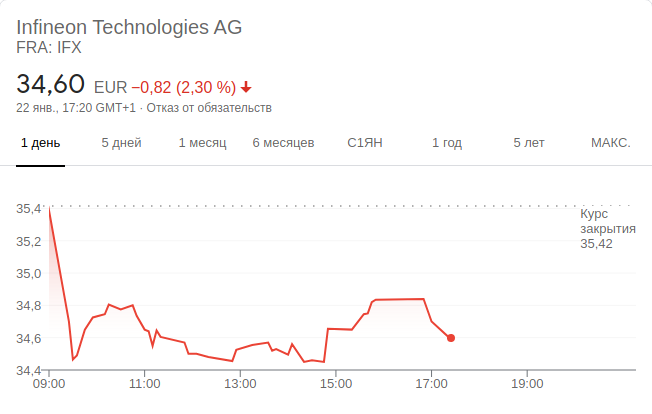 Infineon Technologies AG
FRA: IFX
34,60 EUR −0,82 (2,30 %)
22 янв., 17:20 GMT+1 · Отказ от обязательств
1 день 5 дней 1 месяц 6 месяцев С1ЯН 1 год 5 лет МАКС.
35,4
35,2
35,0
34,8
34,6
34,4
Курс
закрытия
35,42
09:00 11:00 13:00 15:00 17:00 19:00